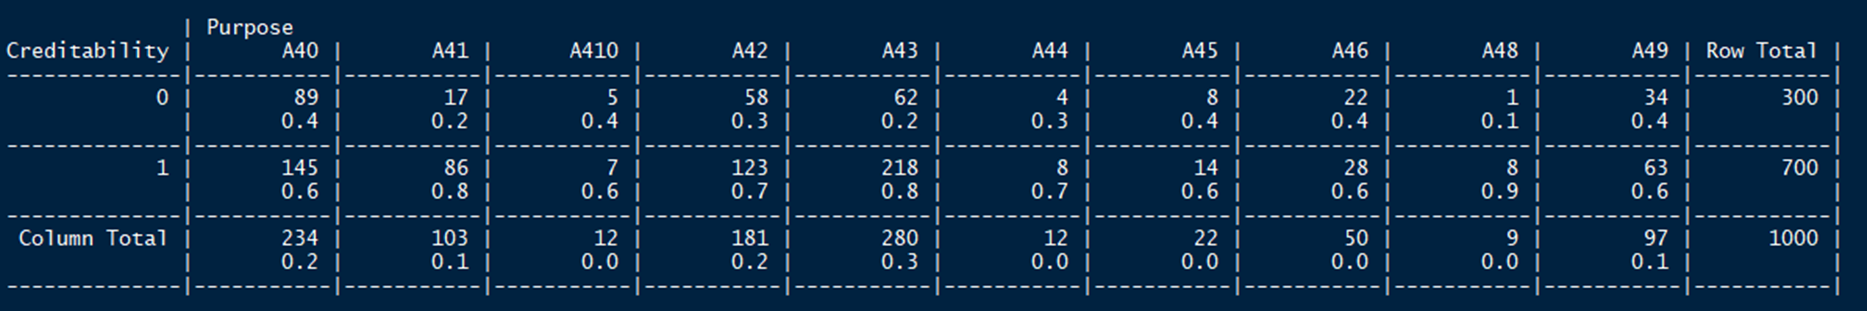 | Purpose
Creditability |       A40 |       A41 |      A410 |       A42 |       A43 |       A44 |       A45 |       A46 |       A48 |       A49 | Row Total |
--------------|-----------|-----------|-----------|-----------|-----------|-----------|-----------|-----------|-----------|-----------|-----------|
            0 |        89 |        17 |         5 |        58 |        62 |         4 |         8 |        22 |         1 |        34 |       300 |
              |       0.4 |       0.2 |       0.4 |       0.3 |       0.2 |       0.3 |       0.4 |       0.4 |       0.1 |       0.4 |           |
--------------|-----------|-----------|-----------|-----------|-----------|-----------|-----------|-----------|-----------|-----------|-----------|
            1 |       145 |        86 |         7 |       123 |       218 |         8 |        14 |        28 |         8 |        63 |       700 |
              |       0.6 |       0.8 |       0.6 |       0.7 |       0.8 |       0.7 |       0.6 |       0.6 |       0.9 |       0.6 |           |
--------------|-----------|-----------|-----------|-----------|-----------|-----------|-----------|-----------|-----------|-----------|-----------|
 Column Total |       234 |       103 |        12 |       181 |       280 |        12 |        22 |        50 |         9 |        97 |      1000 |
              |       0.2 |       0.1 |       0.0 |       0.2 |       0.3 |       0.0 |       0.0 |       0.0 |       0.0 |       0.1 |           |
--------------|-----------|-----------|-----------|-----------|-----------|-----------|-----------|-----------|-----------|-----------|-----------|